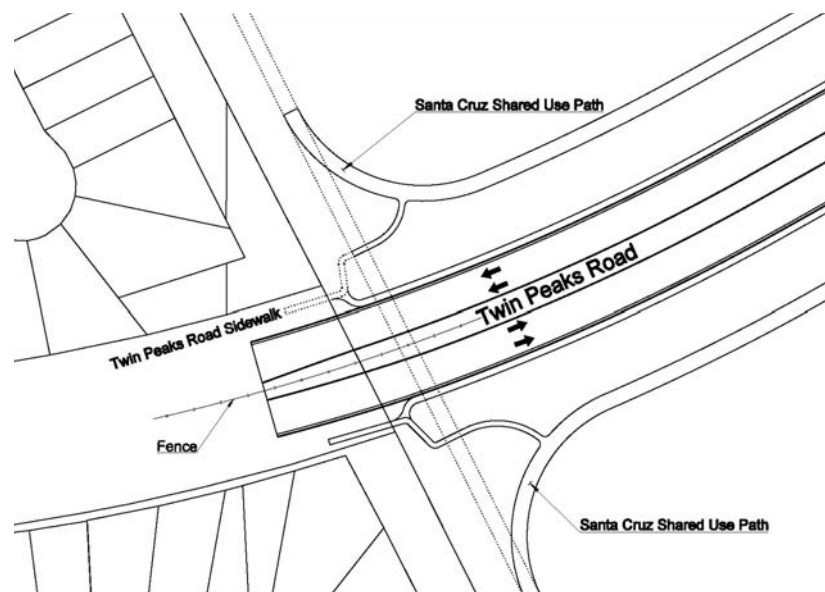 Santa Cruz Shared Use Path
Twin Peaks Road
Twin Peaks Road Sidewalk
Fence
Santa Cruz Shared Use Path